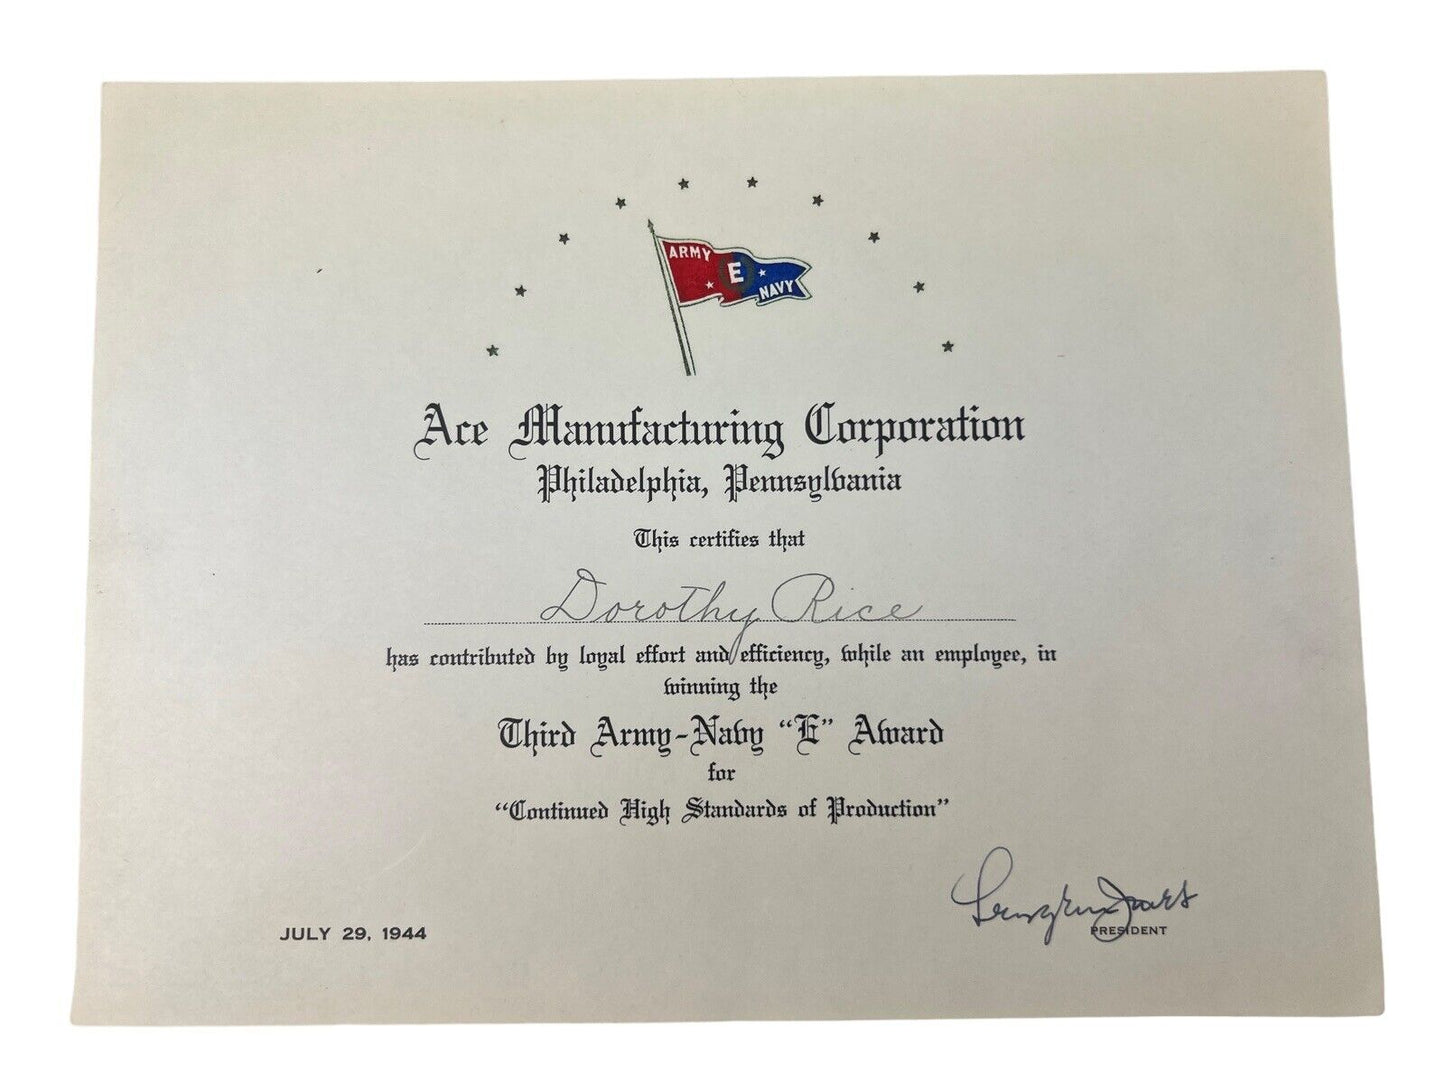 ARMY
E
NAVY
Ace Manufacturing Corporation
Philadelphia, Pennsylvania
This certifies that
Dorothy Rice
has contributed by loyal effort and efficiency, while an employee, in
winning the
Third Army-Navy "E" Award
for
"Continued High Standards of Production"
JULY 29, 1944
PRESIDENT